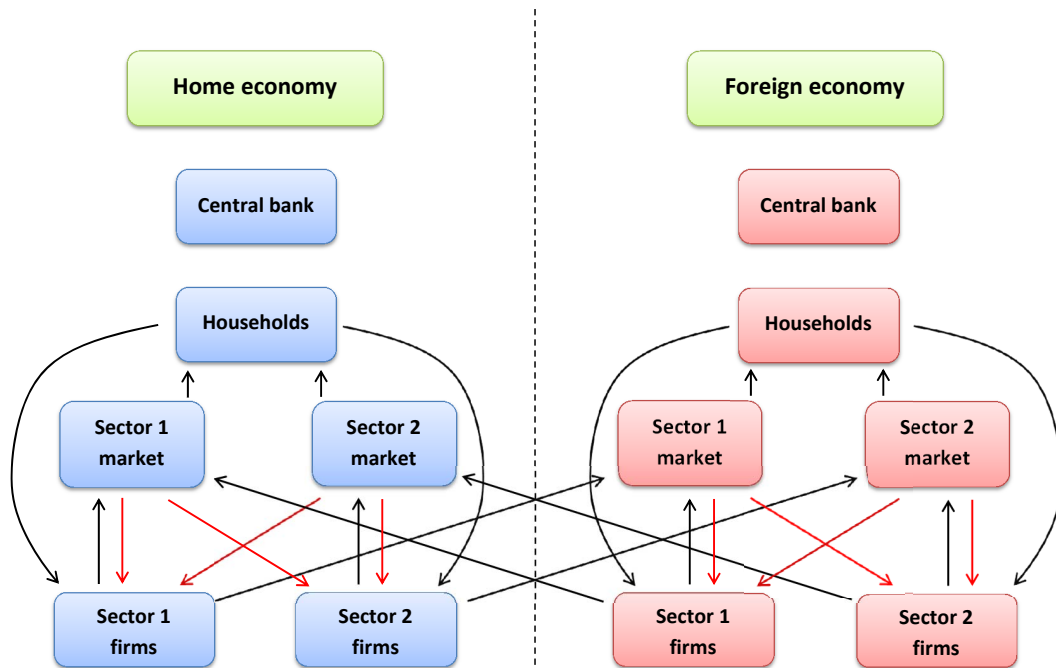 Home economy
Foreign economy
Central bank
Central bank
Households
Households
Sector 1
market
Sector 2
market
Sector 1
market
Sector 2
market
Sector 1
firms
Sector 2
firms
Sector 1
firms
Sector 2
firms